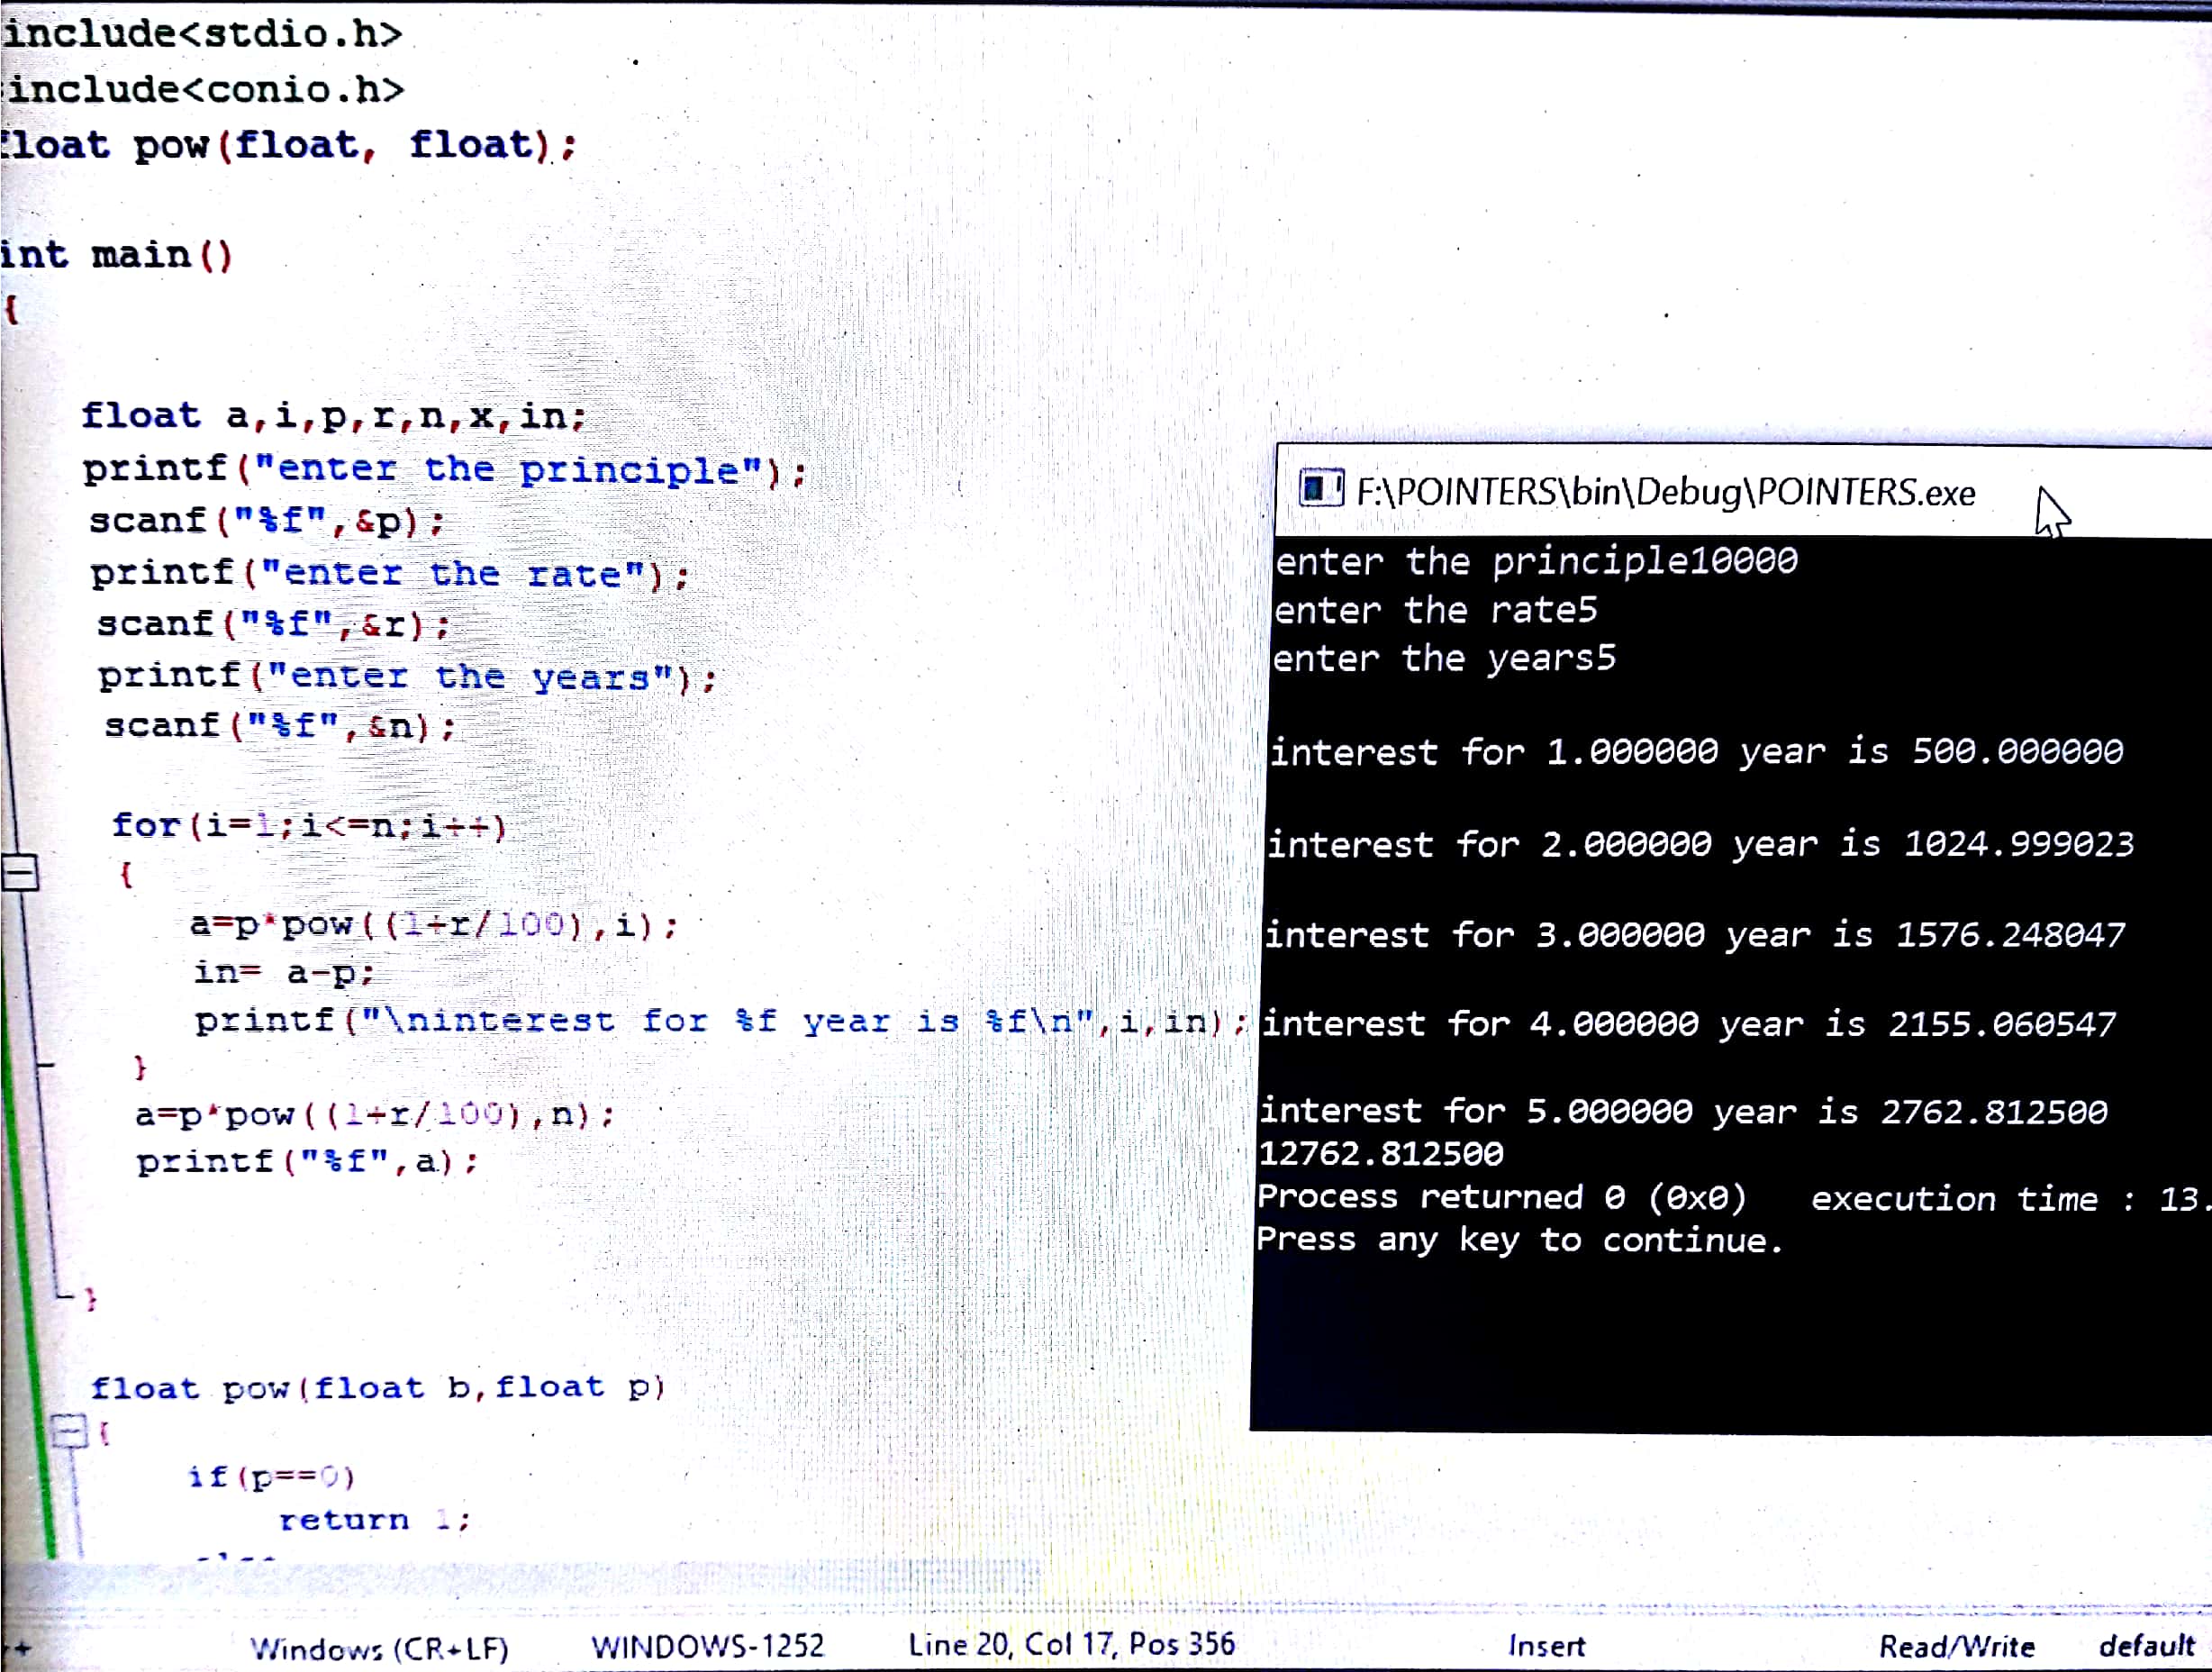 include<stdio.h>
include<conio.h>
float pow(float, float);
int main()
{
float a,i,p,r,n,x,in;
printf("enter the principle");
scanf("%f",&p);
printf("enter the rate");
scanf("%f",&r);
printf("enter the years");
scanf("%f",&n);
for(i=1;i<=n;i++)
{
a=p*pow((1+r/100),i);
in= a-p;
printf("\ninterest for %f year is %f\n",i,in);
}
a=p*pow((1+r/100),n);
printf("%f",a);
}
float pow(float b,float p)
{
if(p==0)
return 1;
F:\POINTERS\bin\Debug\POINTERS.exe
enter the principle10000
enter the rate5
enter the years5
interest for 1.000000 year is 500.000000
interest for 2.000000 year is 1024.999023
interest for 3.000000 year is 1576.248047
interest for 4.000000 year is 2155.060547
interest for 5.000000 year is 2762.812500
12762.812500
Process returned 0 (0x0) execution time : 13.
Press any key to continue.
Windows (CR+LF) WINDOWS-1252 Line 20, Col 17, Pos 356 Insert Read/Write default